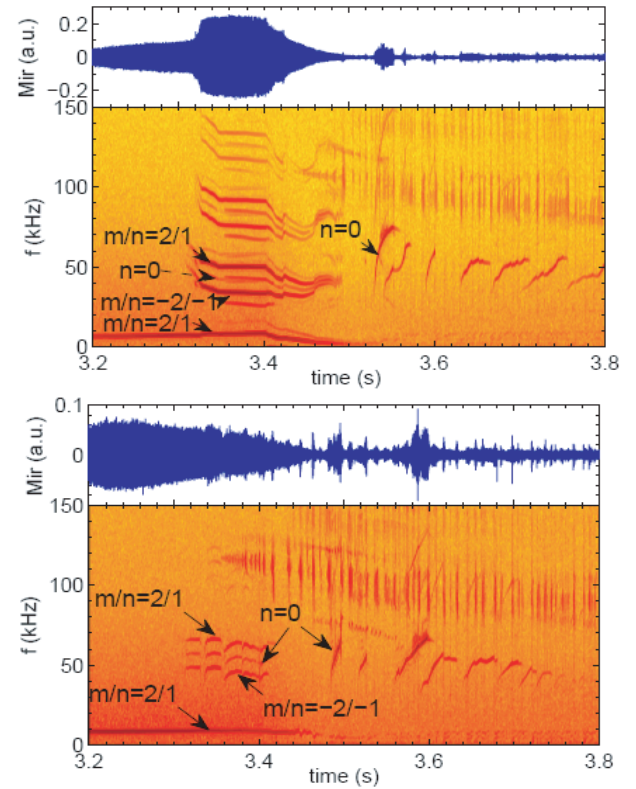 0.2
0
−0.2
Mir (a.u.)
150
100
50
0
f (kHz)
m/n=2/1
n=0
m/n=−2/−1
m/n=2/1
n=0
3.2 3.4 3.6 3.8
time (s)
0.1
0
Mir (a.u.)
150
100
50
0
f (kHz)
m/n=2/1
n=0
m/n=−2/−1
m/n=2/1
3.2 3.4 3.6 3.8
time (s)